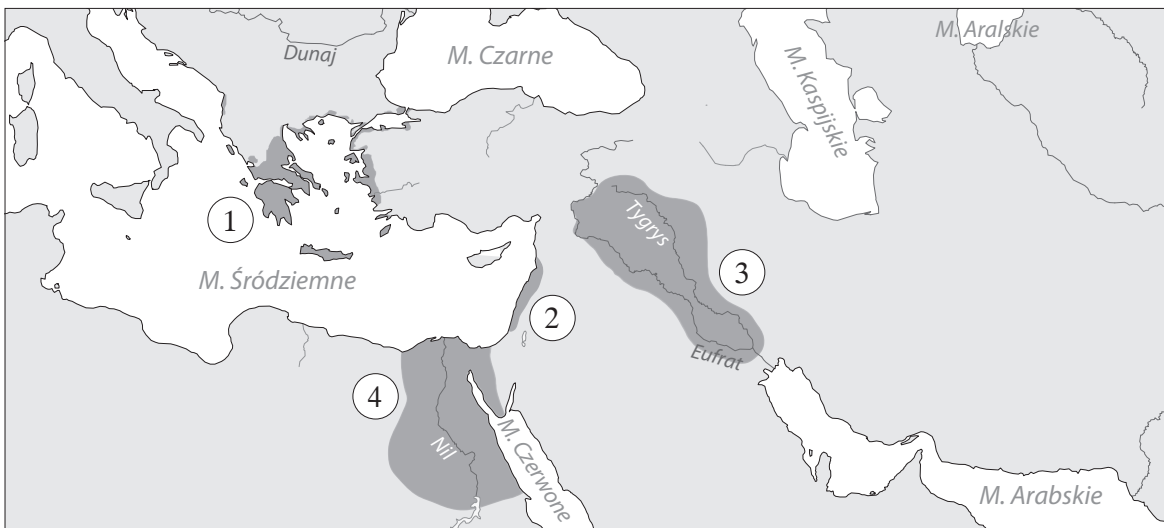 Dunaj
M. Czarne
M. Aralskie
M. Kaspijskie
1
Tygrys
3
M. Śródziemne
2
Eufrat
4
Nil
M. Czerwone
M. Arabskie